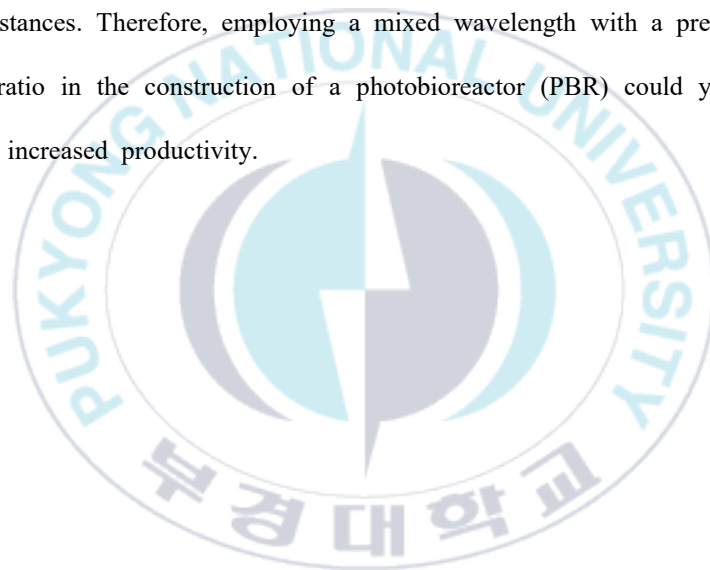 stances. Therefore, employing a mixed wavelength with a pre
ratio in the construction of a photobioreactor (PBR) could y
increased productivity.
PUKYONG NATIONAL UNIVERSITY
부경대학교